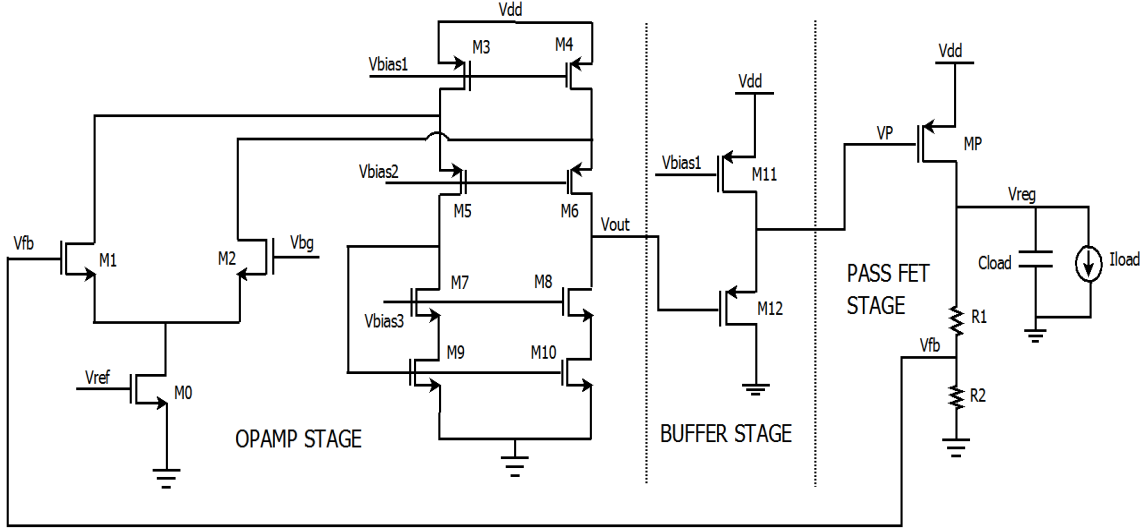 Vdd
M3
M4
Vbias1
Vdd
Vdd
VP
MP
Vbias2
Vbias1
M11
M5
M6
Vreg
Vout
Vfb
M1
M2
Vbg
Cload
Iload
PASS FET
STAGE
M7
M8
M12
Vbias3
R1
Vfb
M9
M10
Vref
M0
R2
OPAMP STAGE
BUFFER STAGE